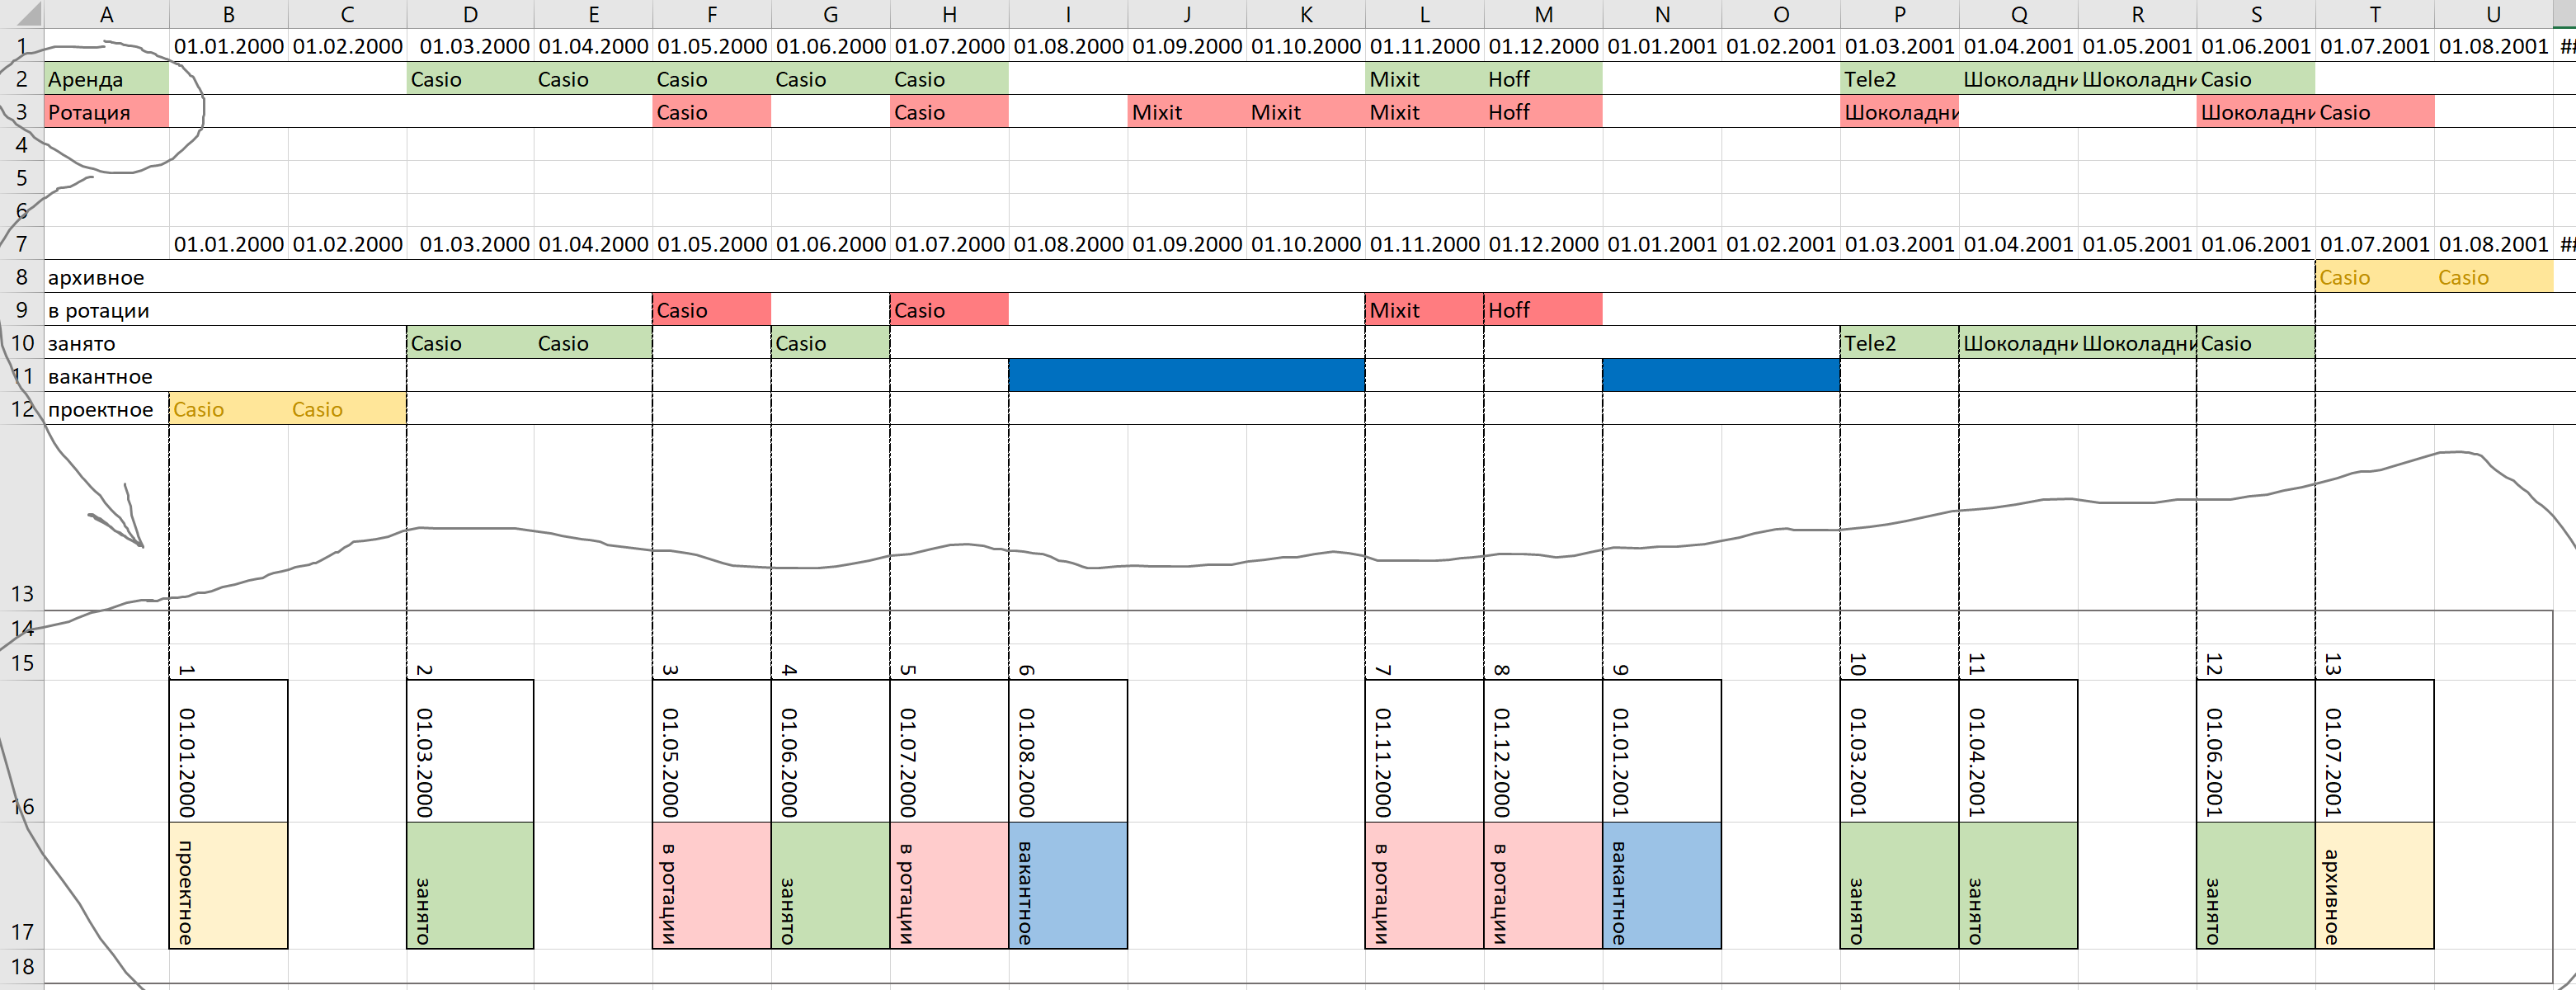 A B C D E F G H I J K L M N O P Q R S T U
1 01.01.2000 01.02.2000 01.03.2000 01.04.2000 01.05.2000 01.06.2000 01.07.2000 01.08.2000 01.09.2000 01.10.2000 01.11.2000 01.12.2000 01.01.2001 01.02.2001 01.03.2001 01.04.2001 01.05.2001 01.06.2001 01.07.2001 01.08.2001 ##
2 Аренда Casio Casio Casio Casio Casio Mixit Hoff Tele2 Шоколадни Шоколадни Casio
3 Ротация Casio Casio Mixit Mixit Mixit Hoff Шоколадни Шоколадни Casio
4
5
6
7 01.01.2000 01.02.2000 01.03.2000 01.04.2000 01.05.2000 01.06.2000 01.07.2000 01.08.2000 01.09.2000 01.10.2000 01.11.2000 01.12.2000 01.01.2001 01.02.2001 01.03.2001 01.04.2001 01.05.2001 01.06.2001 01.07.2001 01.08.2001 ##
8 архивное Casio Casio
9 в ротации Casio Casio Mixit Hoff
10 занято Casio Casio Casio Tele2 Шоколадни Шоколадни Casio
11 вакантное
12 проектное Casio Casio
13
14
15 1 2 3 4 5 6 7 8 9 10 11 12 13
16 01.01.2000 01.03.2000 01.05.2000 01.06.2000 01.07.2000 01.08.2000 01.11.2000 01.12.2000 01.01.2001 01.03.2001 01.04.2001 01.06.2001 01.07.2001
17 проектное занято в ротации занято в ротации вакантное в ротации в ротации вакантное занято занято занято архивное
18